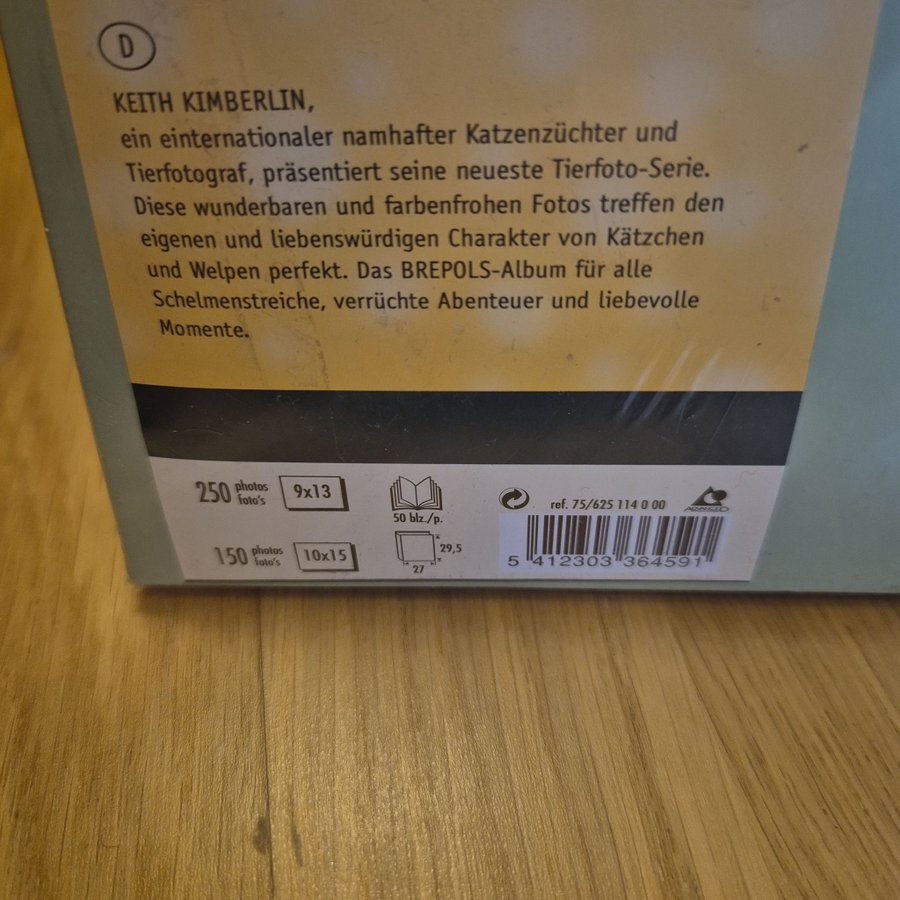 D
KEITH KIMBERLIN,
ein einternationaler namhafter Katzenzüchter und
Tierfotograf, präsentiert seine neueste Tierfoto-Serie.
Diese wunderbaren und farbenfrohen Fotos treffen den
eigenen und liebenswürdigen Charakter von Kätzchen
und Welpen perfekt. Das BREPOLS-Album für alle
Schelmenstreiche, verrüchte Abenteuer und liebevolle
Momente.
250 photos foto's 9x13
50 blz./p.
150 photos foto's 10x15
29,5
27
ref. 75/625 114 0 00
ADVANCED
5 412303 364591